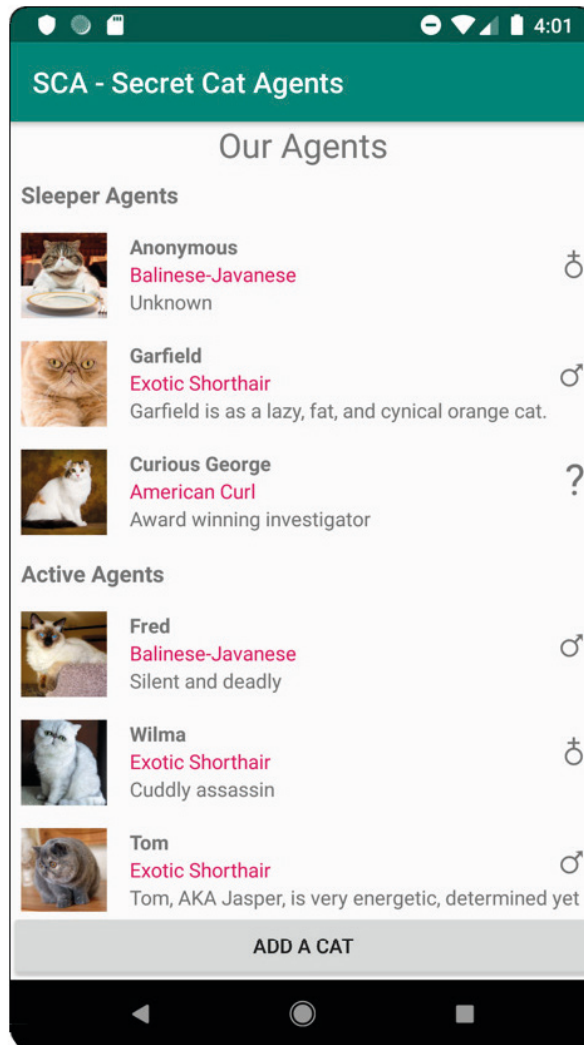 4:01
SCA - Secret Cat Agents
Our Agents
Sleeper Agents
Anonymous
Balinese-Javanese
Unknown
Garfield
Exotic Shorthair
Garfield is as a lazy, fat, and cynical orange cat.
Curious George
American Curl
?
Award winning investigator
Active Agents
Fred
Balinese-Javanese
Silent and deadly
Wilma
Exotic Shorthair
Cuddly assassin
Tom
Exotic Shorthair
Tom, AKA Jasper, is very energetic, determined yet
ADD A CAT